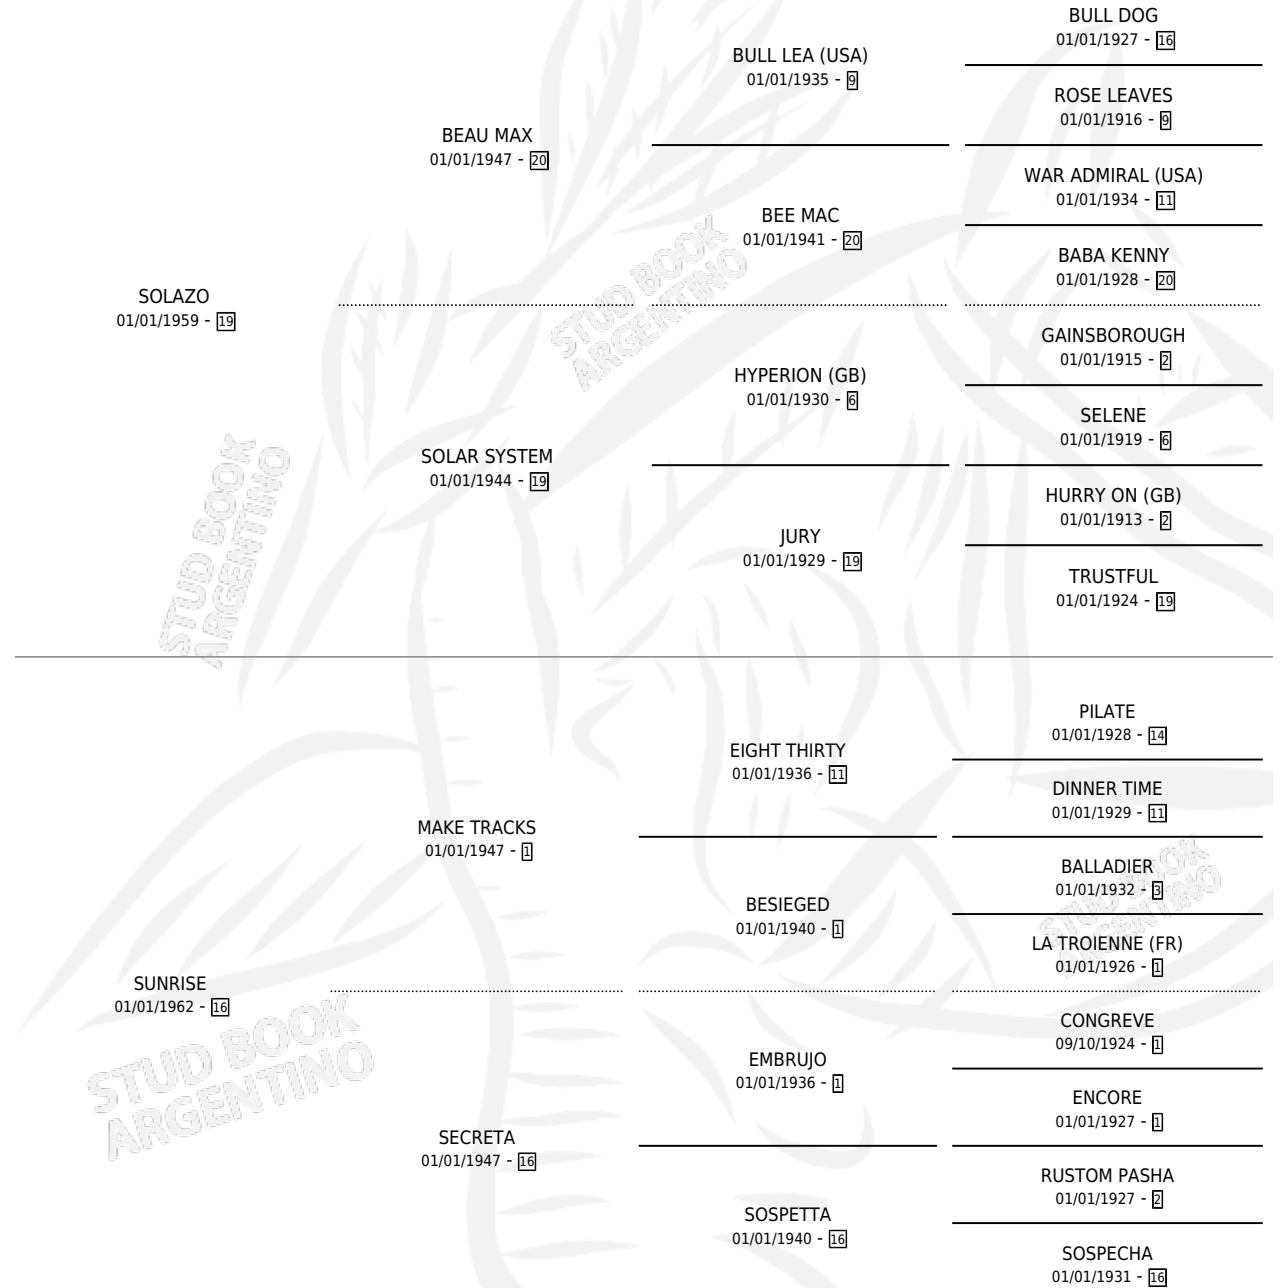 BULL DOG
01/01/1927 - 16
BULL LEA (USA)
01/01/1935 - 9
ROSE LEAVES
01/01/1916 - 9
BEAU MAX
01/01/1947 - 20
WAR ADMIRAL (USA)
01/01/1934 - 11
BEE MAC
01/01/1941 - 20
BABA KENNY
01/01/1928 - 20
SOLAZO
01/01/1959 - 19
STUD BOOK
ARGENTINO
GAINSBOROUGH
01/01/1915 - 2
HYPERION (GB)
01/01/1930 - 6
SELENE
01/01/1919 - 6
SOLAR SYSTEM
01/01/1944 - 19
HURRY ON (GB)
01/01/1913 - 2
JURY
01/01/1929 - 19
TRUSTFUL
01/01/1924 - 19
STUD BOOK
ARGENTINO
PILATE
01/01/1928 - 14
EIGHT THIRTY
01/01/1936 - 11
DINNER TIME
01/01/1929 - 11
MAKE TRACKS
01/01/1947 - 1
BALLADIER
01/01/1932 - 3
BESIEGED
01/01/1940 - 1
STUD BOOK
ARGENTINO
LA TROIENNE (FR)
01/01/1926 - 1
SUNRISE
01/01/1962 - 16
CONGREVE
09/10/1924 - 1
EMBRUJO
01/01/1936 - 1
STUD BOOK
ARGENTINO
ENCORE
01/01/1927 - 1
SECRETA
01/01/1947 - 16
RUSTOM PASHA
01/01/1927 - 2
SOSPETTA
01/01/1940 - 16
SOSPECHA
01/01/1931 - 16